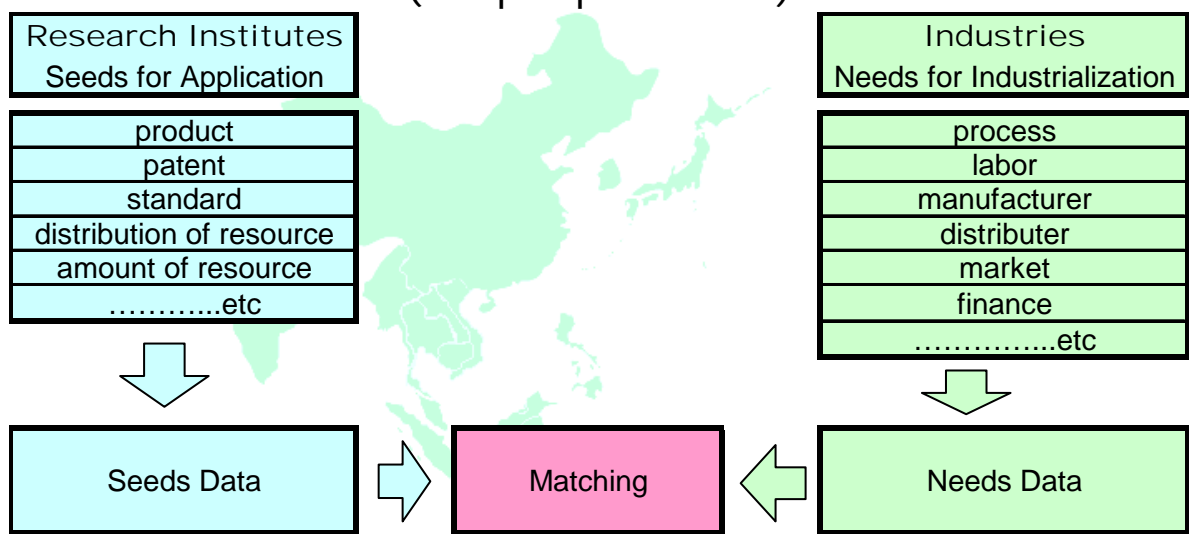 Research Institutes
Seeds for Application
product
patent
standard
distribution of resource
amount of resource
………...etc
Industries
Needs for Industrialization
process
labor
manufacturer
distributer
market
finance
…………...etc
Seeds Data
Matching
Needs Data